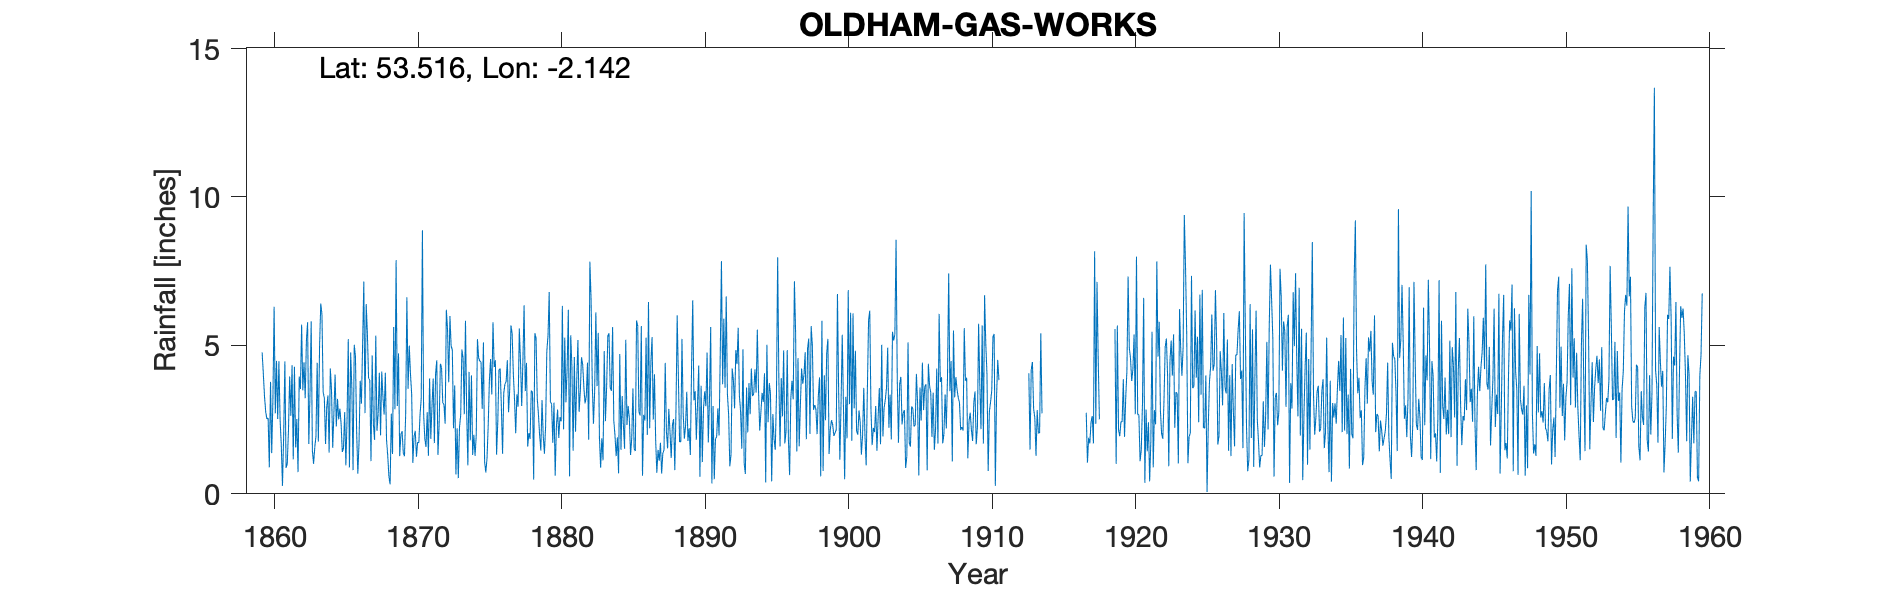 OLDHAM-GAS-WORKS
Lat: 53.516, Lon: -2.142
15
10
5
0
Rainfall [inches]
1860 1870 1880 1890 1900 1910 1920 1930 1940 1950 1960
Year